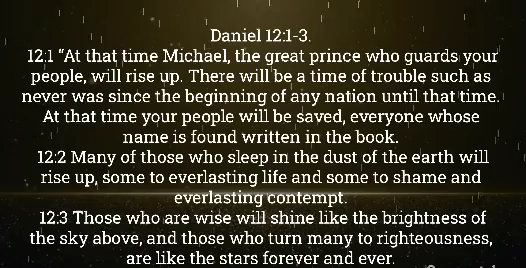 Daniel 12:1-3.
12:1 "At that time Michael, the great prince who guards your
people, will rise up. There will be a time of trouble such as
never was since the beginning of any nation until that time.
At that time your people will be saved, everyone whose
name is found written in the book.
12:2 Many of those who sleep in the dust of the earth will
rise up, some to everlasting life and some to shame and
everlasting contempt.
12:3 Those who are wise will shine like the brightness of
the sky above, and those who turn many to righteousness,
are like the stars forever and ever.